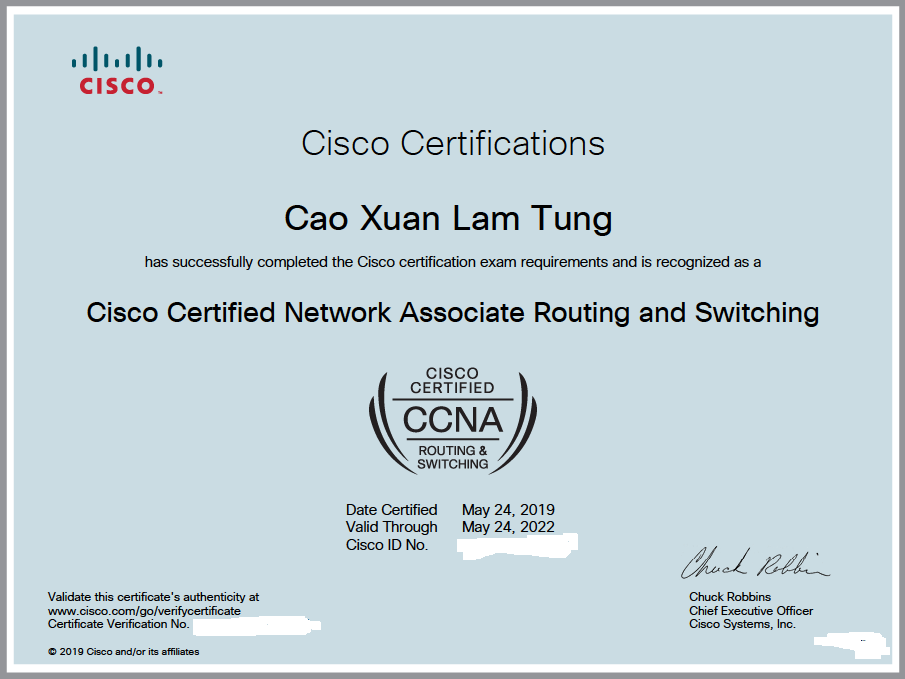 CISCO™
Cisco Certifications
Cao Xuan Lam Tung
has successfully completed the Cisco certification exam requirements and is recognized as a
Cisco Certified Network Associate Routing and Switching
CISCO
CERTIFIED
CCNA
ROUTING &
SWITCHING
Date Certified May 24, 2019
Valid Through May 24, 2022
Cisco ID No.
Chuck Robbins
Validate this certificate's authenticity at
www.cisco.com/go/verifycertificate
Certificate Verification No.
© 2019 Cisco and/or its affiliates
Chuck Robbins
Chief Executive Officer
Cisco Systems, Inc.